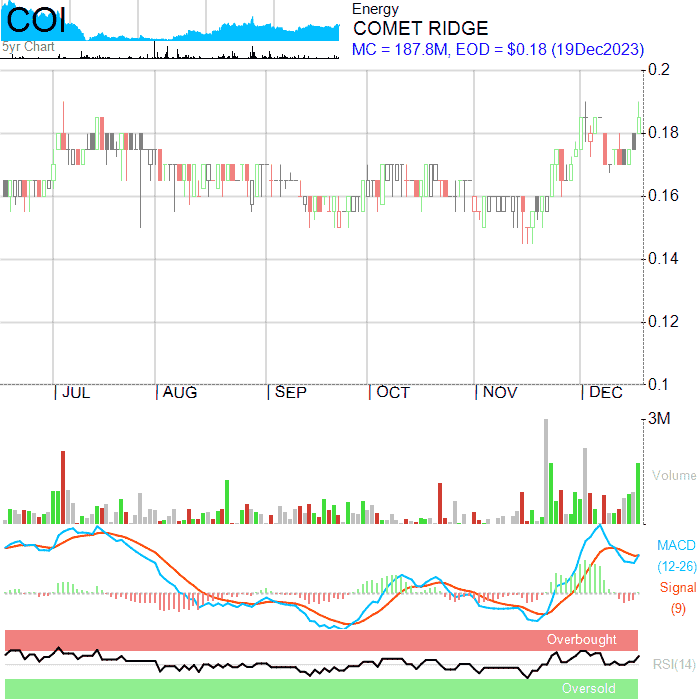 COI
5yr Chart
Energy
COMET RIDGE
MC = 187.8M, EOD = $0.18 (19Dec2023)
0.2
0.18
0.16
0.14
0.12
0.1
JUL
AUG
SEP
OCT
NOV
DEC
3M
Volume
MACD
(12-26)
Signal
(9)
Overbought
RSI(14)
Oversold